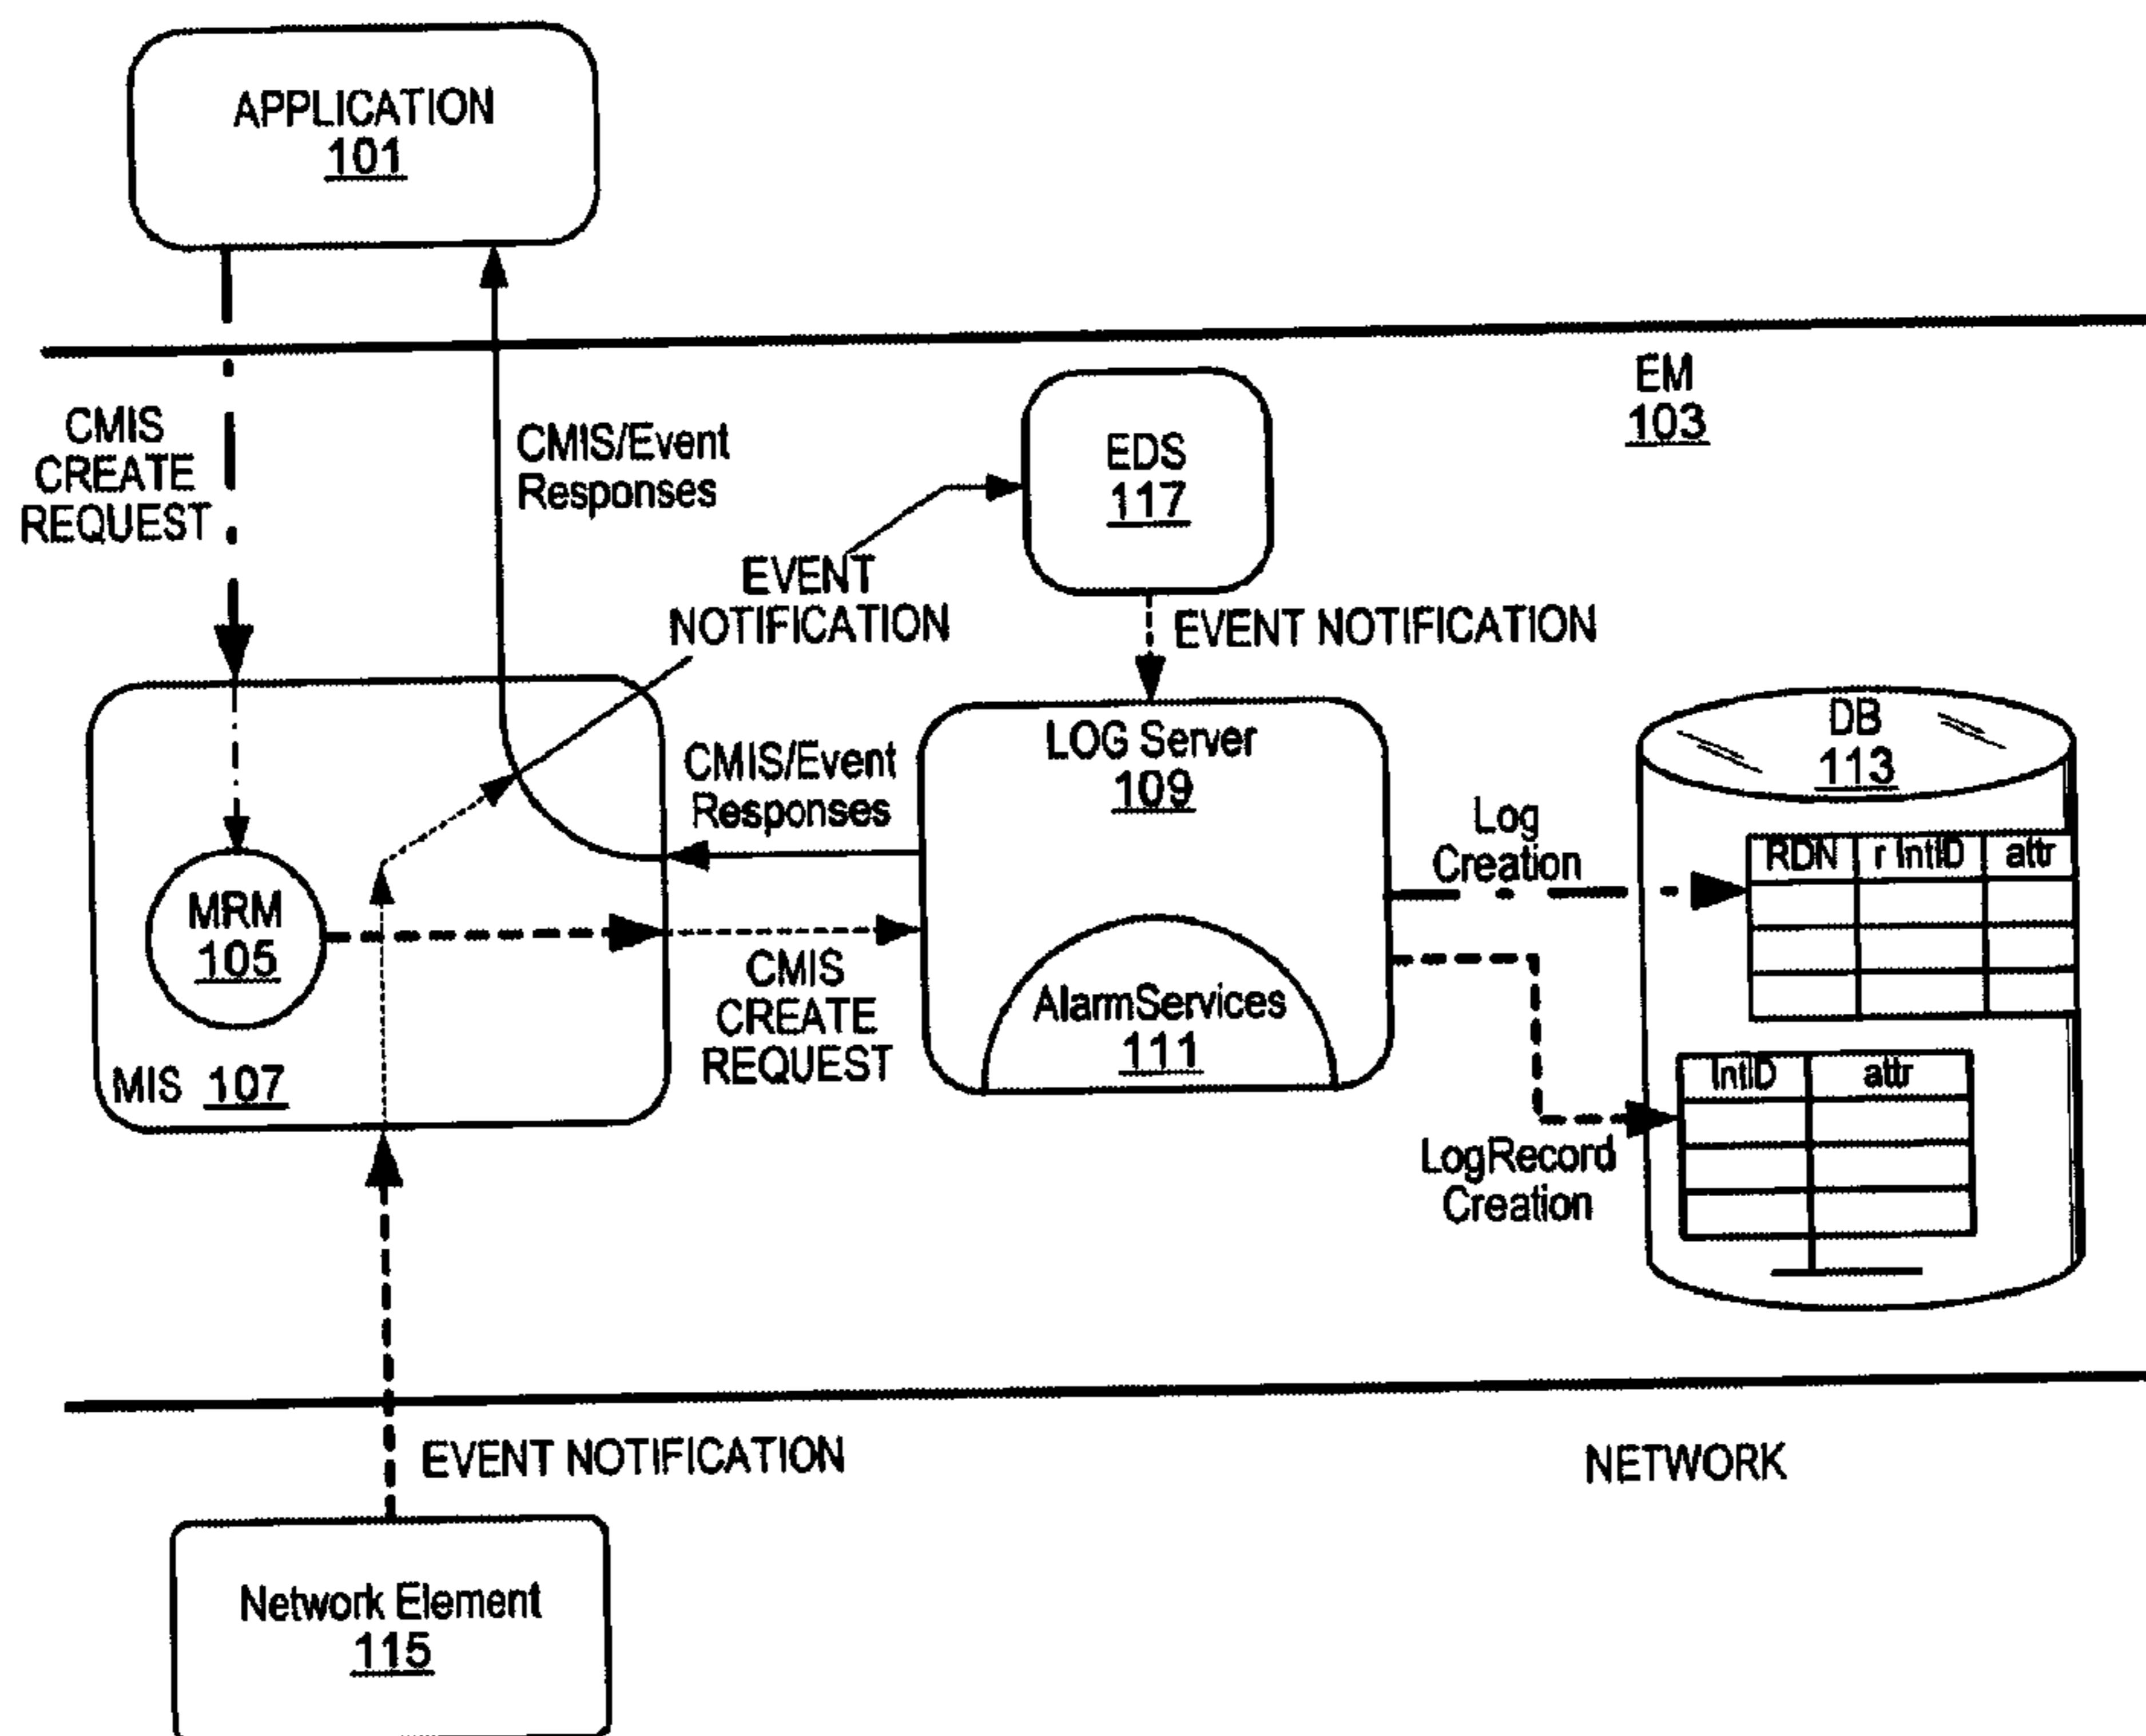 APPLICATION
101
EM
103
CMIS
CREATE
REQUEST
CMIS/Event
Responses
EDS
117
EVENT
NOTIFICATION
EVENT NOTIFICATION
LOG Server
109
CMIS/Event
Responses
DB
113
Log
Creation
RDN r IntID attr
MRM
105
CMIS
CREATE
REQUEST
AlarmServices
111
MIS 107
IntID attr
LogRecord
Creation
EVENT NOTIFICATION
NETWORK
Network Element
115